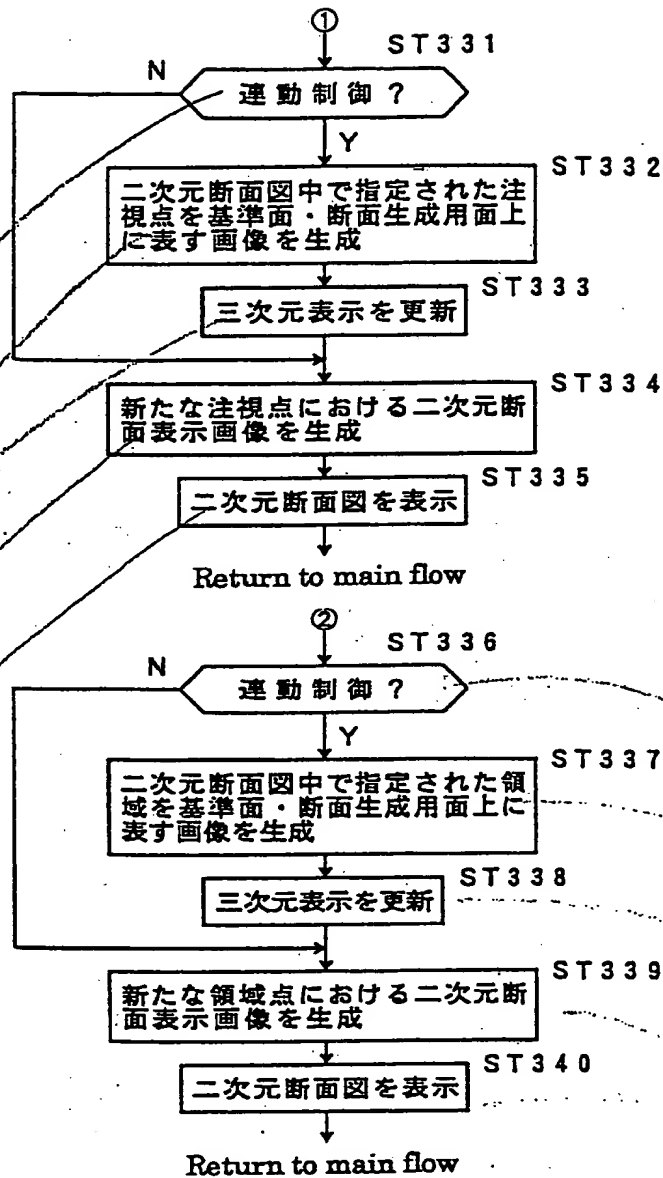 ①
ST331
N
連動制御?
Y
ST332
二次元断面図中で指定された注
視点を基準面・断面生成用面上
に表す画像を生成
ST333
三次元表示を更新
ST334
新たな注視点における二次元断
面表示画像を生成
ST335
二次元断面図を表示
Return to main flow
②
ST336
N
連動制御?
Y
ST337
二次元断面図中で指定された領
域を基準面・断面生成用面上に
表す画像を生成
ST338
三次元表示を更新
ST339
新たな領域点における二次元断
面表示画像を生成
ST340
二次元断面図を表示
Return to main flow